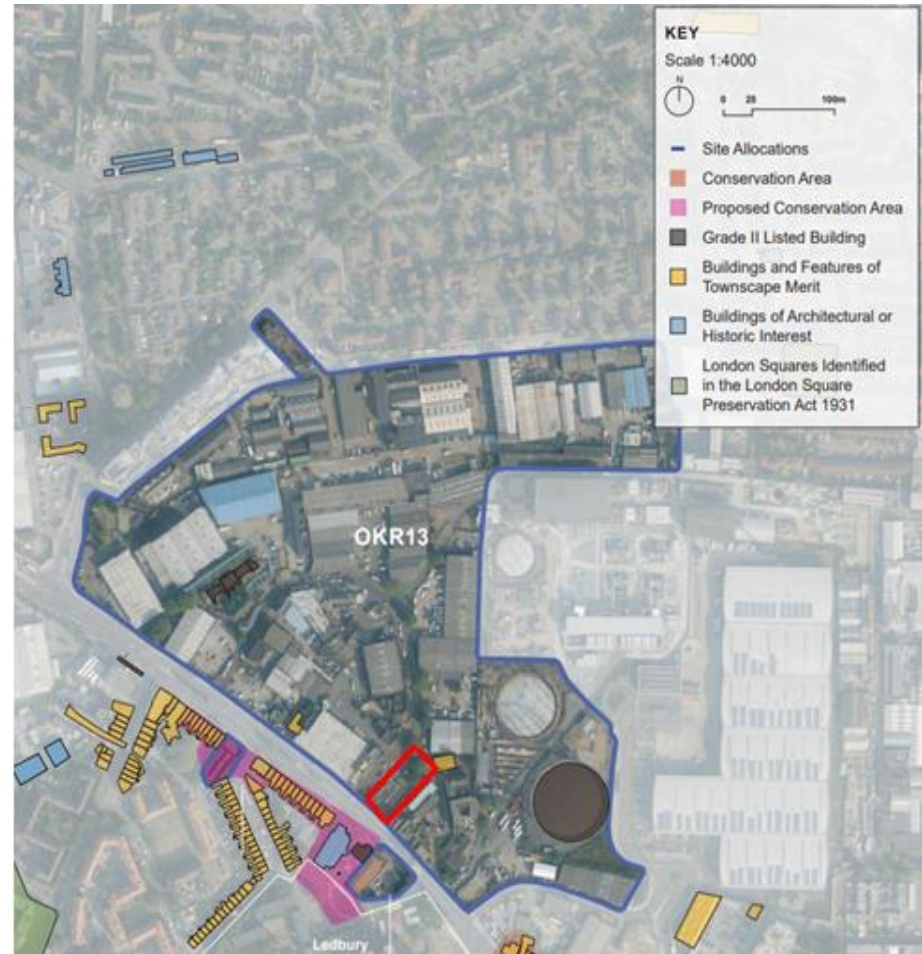 KEY
Scale 1:4000
N
0 25 100m
Site Allocations
Conservation Area
Proposed Conservation Area
Grade II Listed Building
Buildings and Features of
Townscape Merit
Buildings of Architectural or
Historic Interest
London Squares Identified
in the London Square
Preservation Act 1931
OKR13
Ledbury